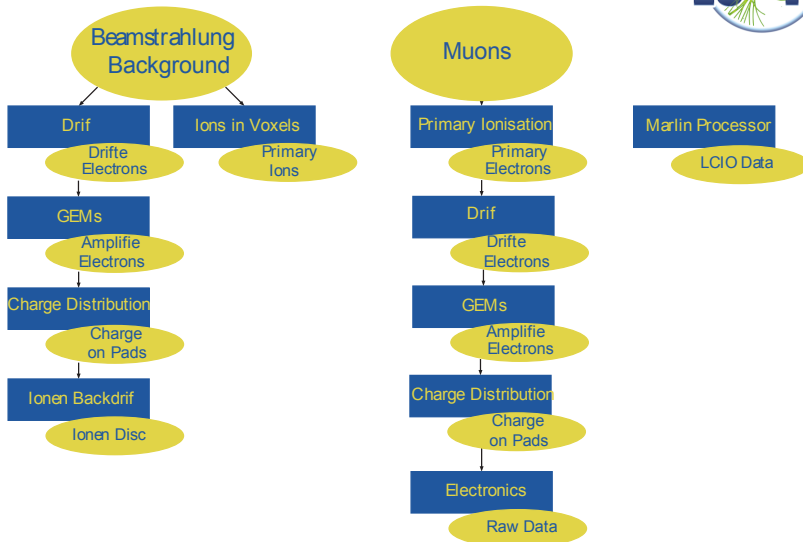 Beamstrahlung
Background
Drif
Drifte
Electrons
GEMs
Amplifie
Electrons
Charge Distribution
Charge
on Pads
Ionen Backdrif
Ionen Disc
Ions in Voxels
Primary
Ions
Muons
Primary Ionisation
Primary
Electrons
Drif
Drifte
Electrons
GEMs
Amplifie
Electrons
Charge Distribution
Charge
on Pads
Electronics
Raw Data
Marlin Processor
LCIO Data